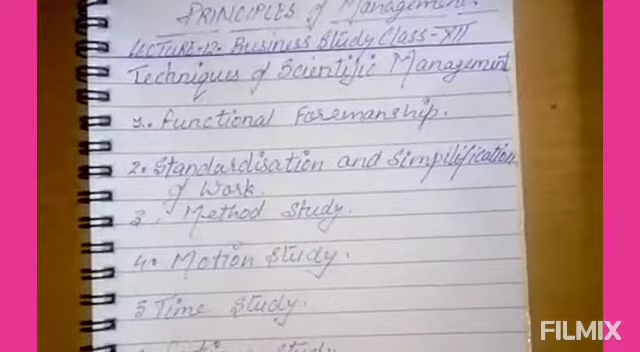 PRINCIPLES of Management.
LECTURE-12. Business Study Class-XII
Techniques of Scientific Management
1. Functional Foremanship.
2. Standardisation and Simplification
of Work.
3. Method Study.
4. Motion Study.
5 Time Study.
Study
FILMIX